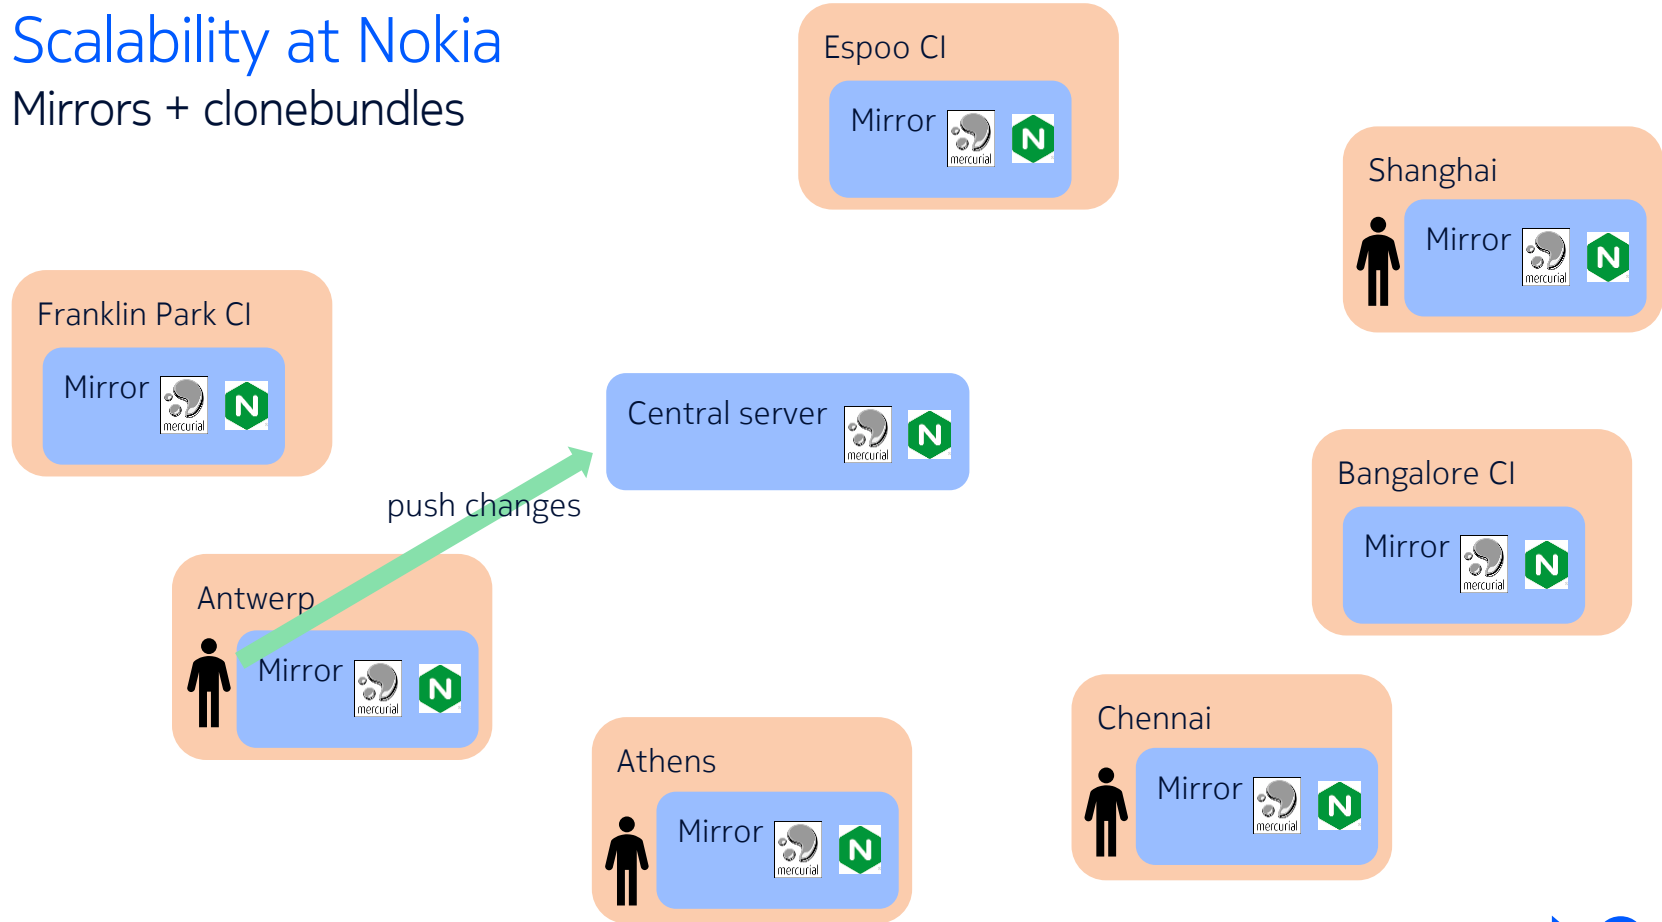 Scalability at Nokia
Mirrors + clonebundles
Espoo CI
Mirror
mercurial
N
Shanghai
Mirror
mercurial
N
Franklin Park CI
Mirror
mercurial
N
Central server
mercurial
N
push changes
Bangalore CI
Mirror
mercurial
N
Antwerp
Mirror
mercurial
N
Athens
Mirror
mercurial
N
Chennai
Mirror
mercurial
N